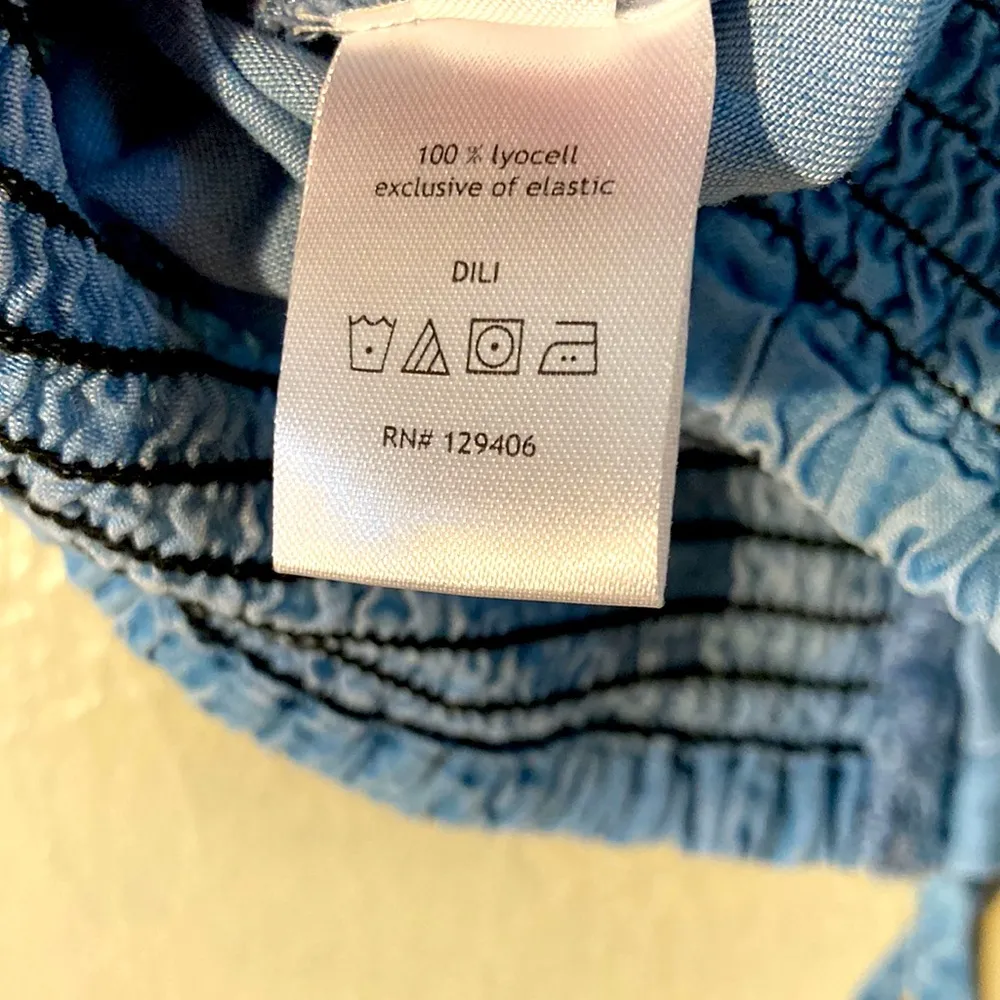 100 % lyocell
exclusive of elastic
DILI
RN# 129406